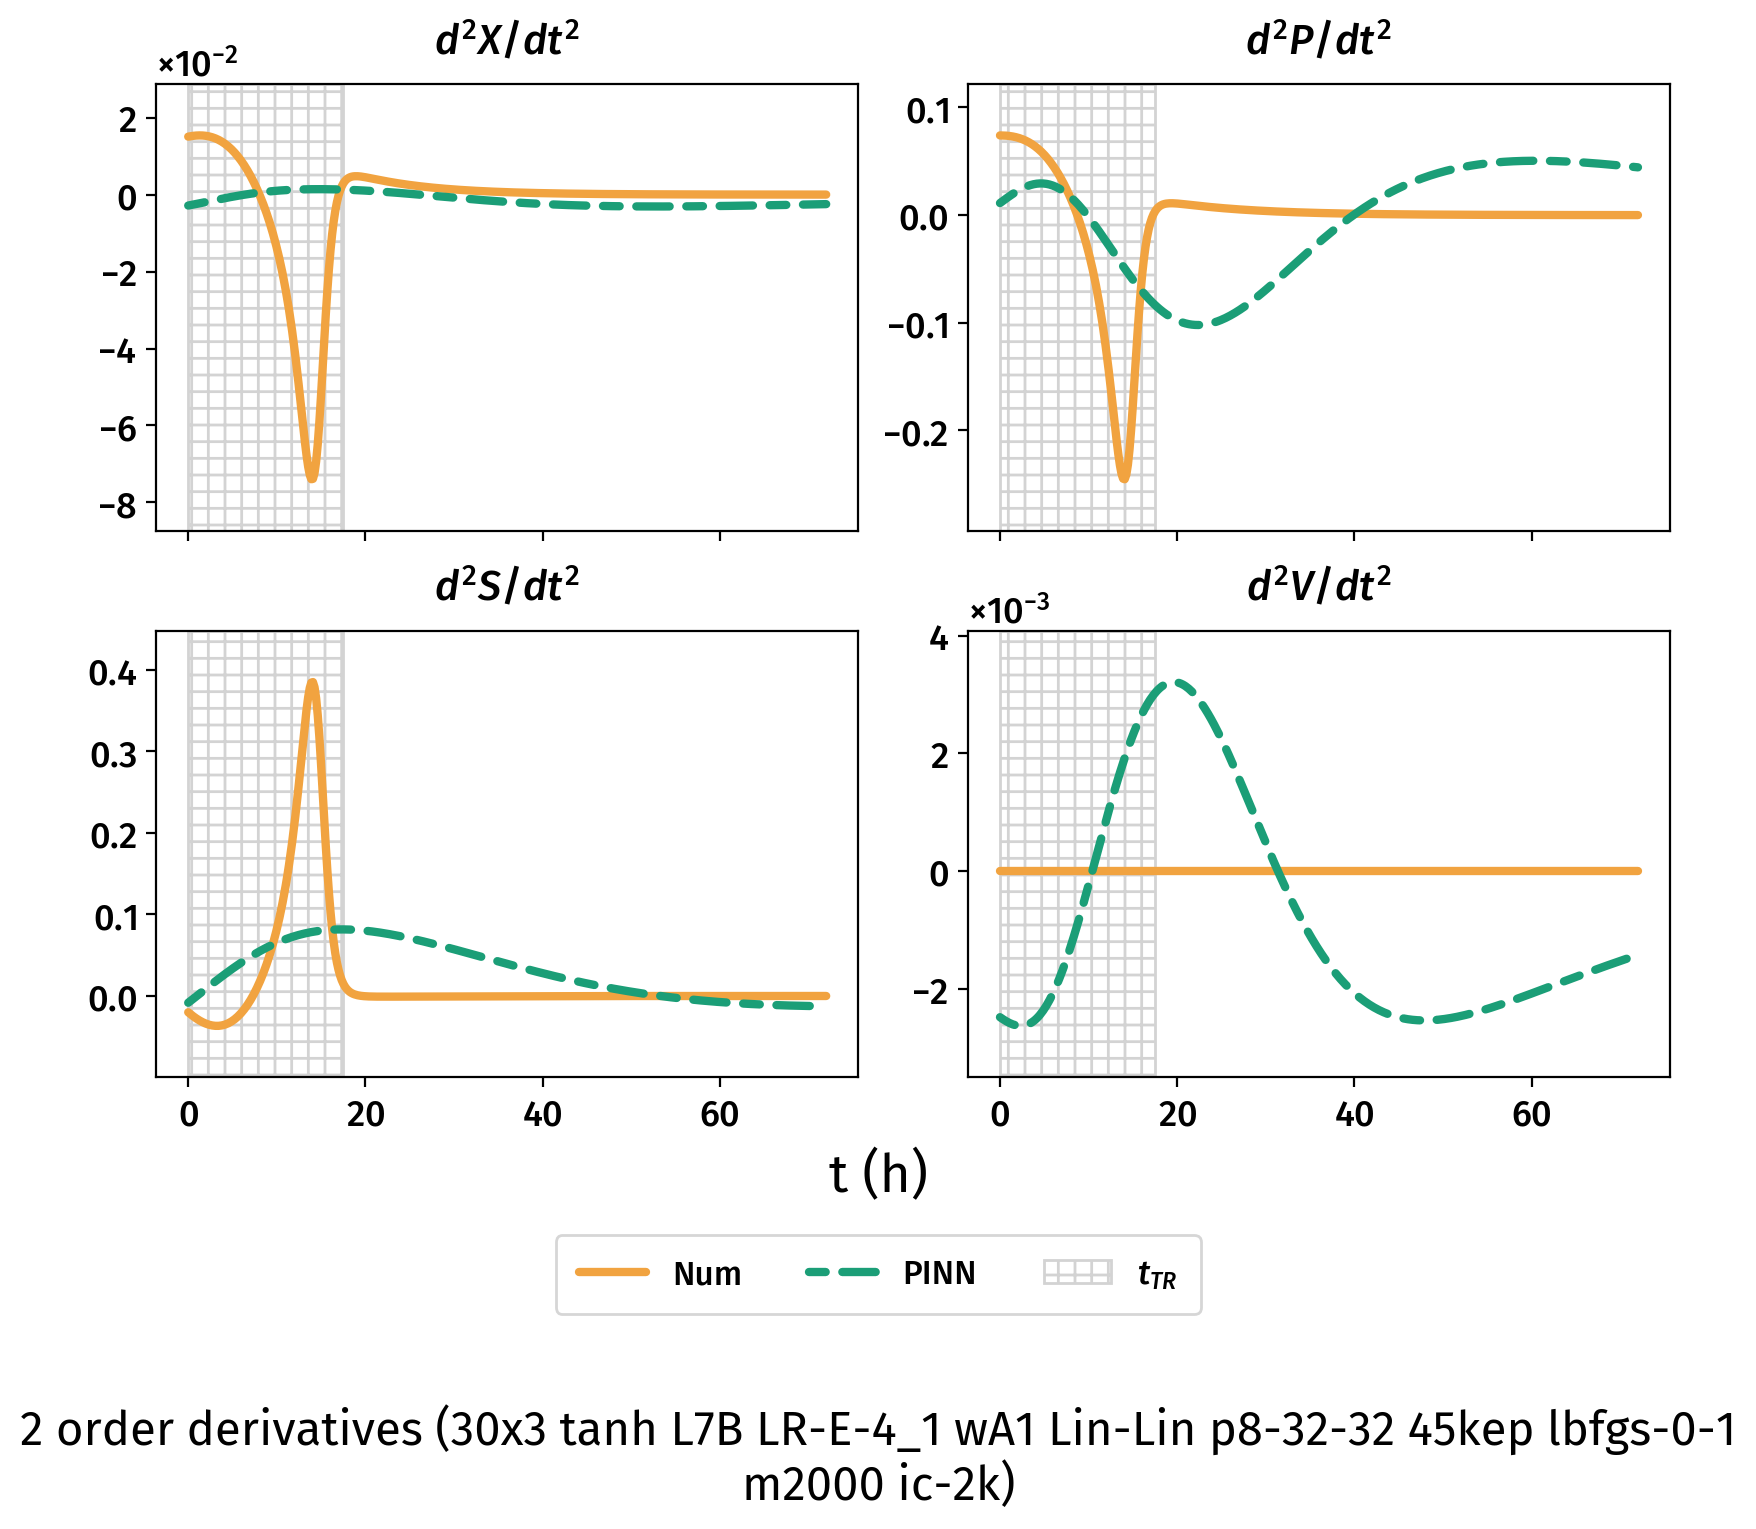 d²X/dt²
d²P/dt²
×10⁻²
2
0
−2
−4
−6
−8
0.1
0.0
−0.1
−0.2
d²S/dt²
d²V/dt²
×10⁻³
0.4
0.3
0.2
0.1
0.0
4
2
0
−2
0 20 40 60
0 20 40 60
t (h)
Num PINN t_TR
2 order derivatives (30x3 tanh L7B LR-E-4_1 wA1 Lin-Lin p8-32-32 45kep lbfgs-0-1
m2000 ic-2k)